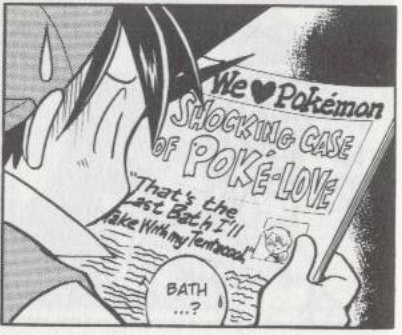 We ♥ Pokémon
SHOCKING CASE
OF POKÉ-LOVE
"That's the
Last Bath I'll
Take With my Tentacool."
BATH
...?